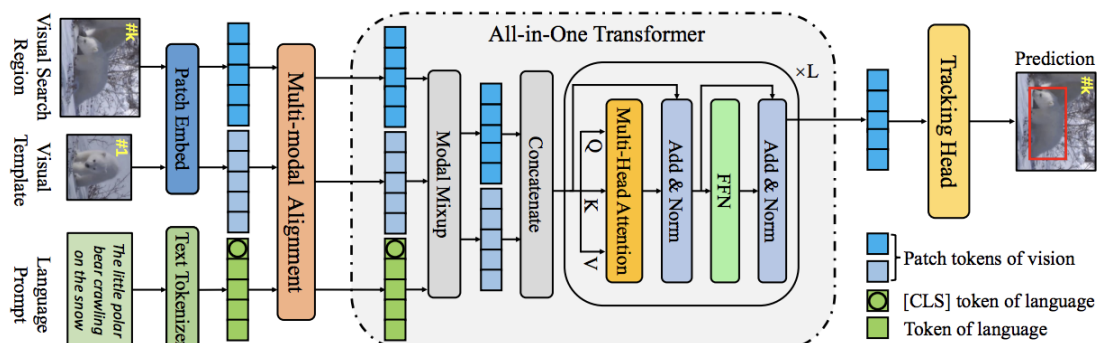 Visual Search
Region
#k
Patch Embed
Visual
Template
#1
Language
Prompt
The little polar
bear crawling
on the snow
Text Tokenizer
Multi-modal Alignment
All-in-One Transformer
Modal Mixup
Concatenate
×L
Q
K
V
Multi-Head Attention
Add & Norm
FFN
Add & Norm
Tracking Head
Prediction
#k
Patch tokens of vision
[CLS] token of language
Token of language